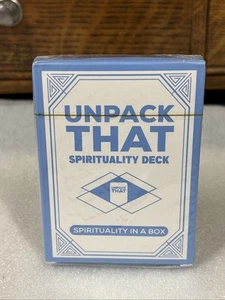 UNPACK
THAT
SPIRITUALITY DECK
UNPACK
THAT
SPIRITUALITY IN A BOX